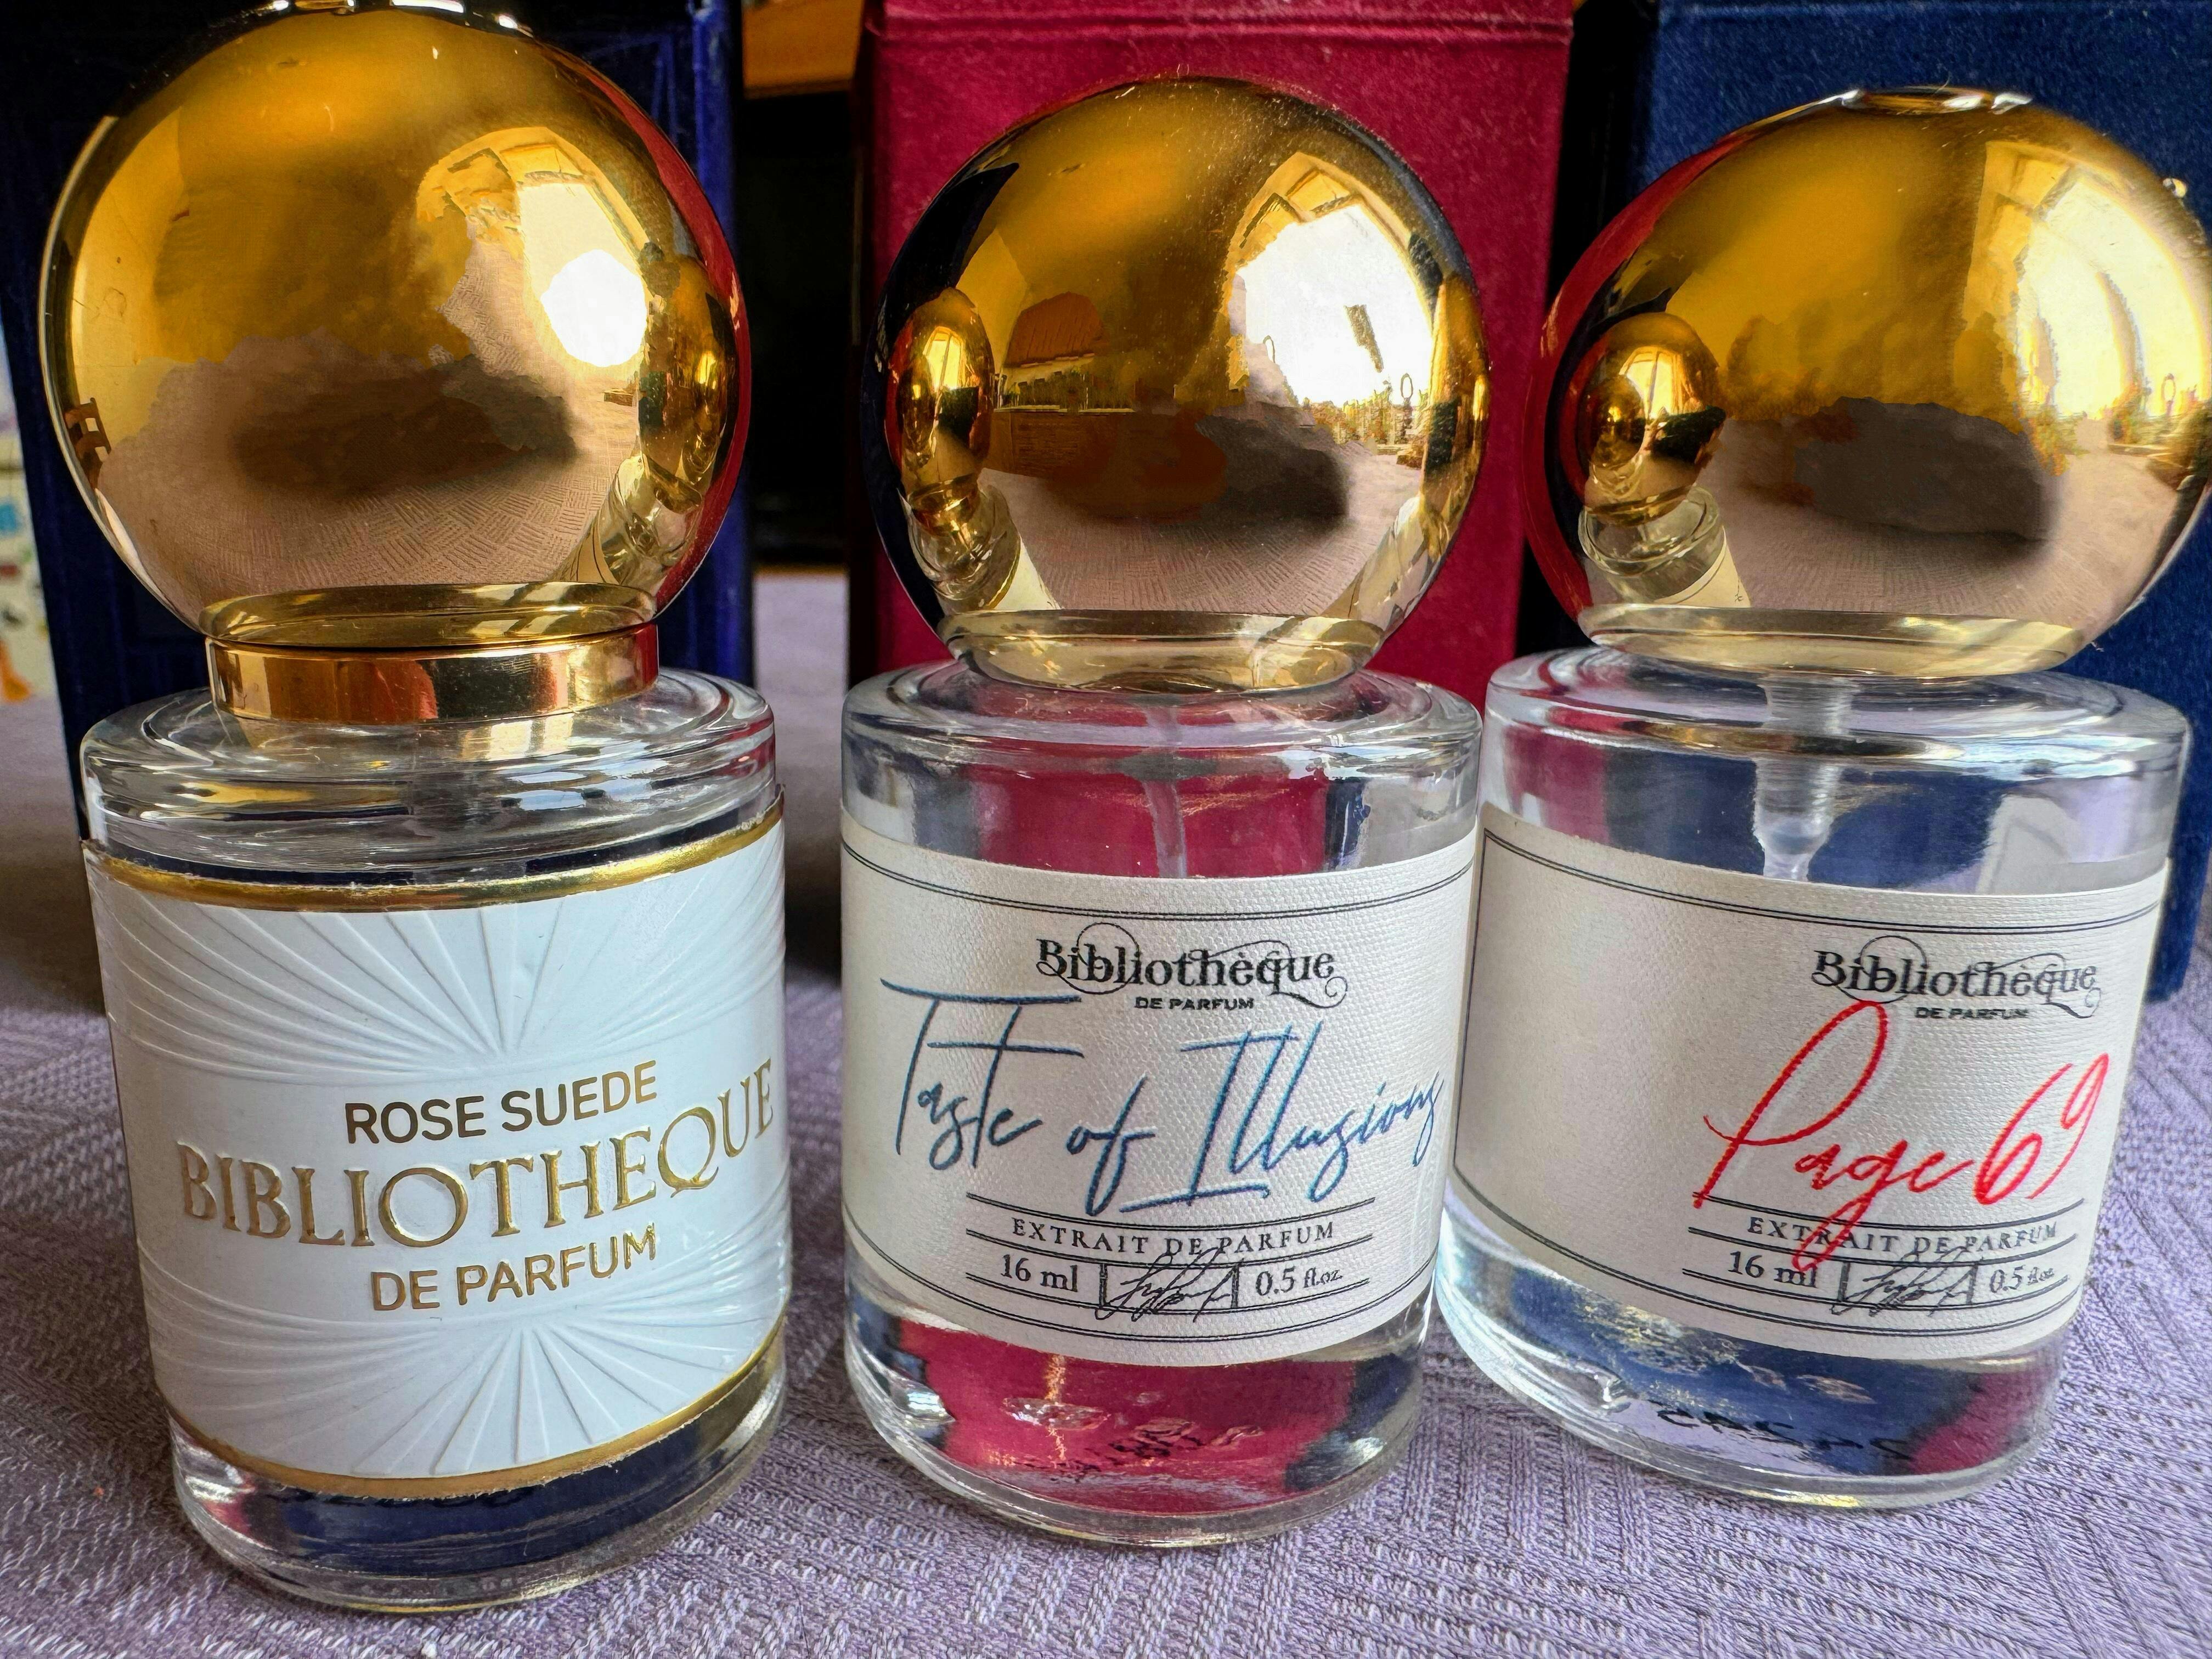 ROSE SUEDE
BIBLIOTHEQUE
DE PARFUM
Bibliothèque
DE PARFUM
Taste of Illusions
EXTRAIT DE PARFUM
16 ml 0.5 fl.oz.
Bibliothèque
DE PARFUM
Page 69
EXTRAIT DE PARFUM
16 ml 0.5 fl.oz.